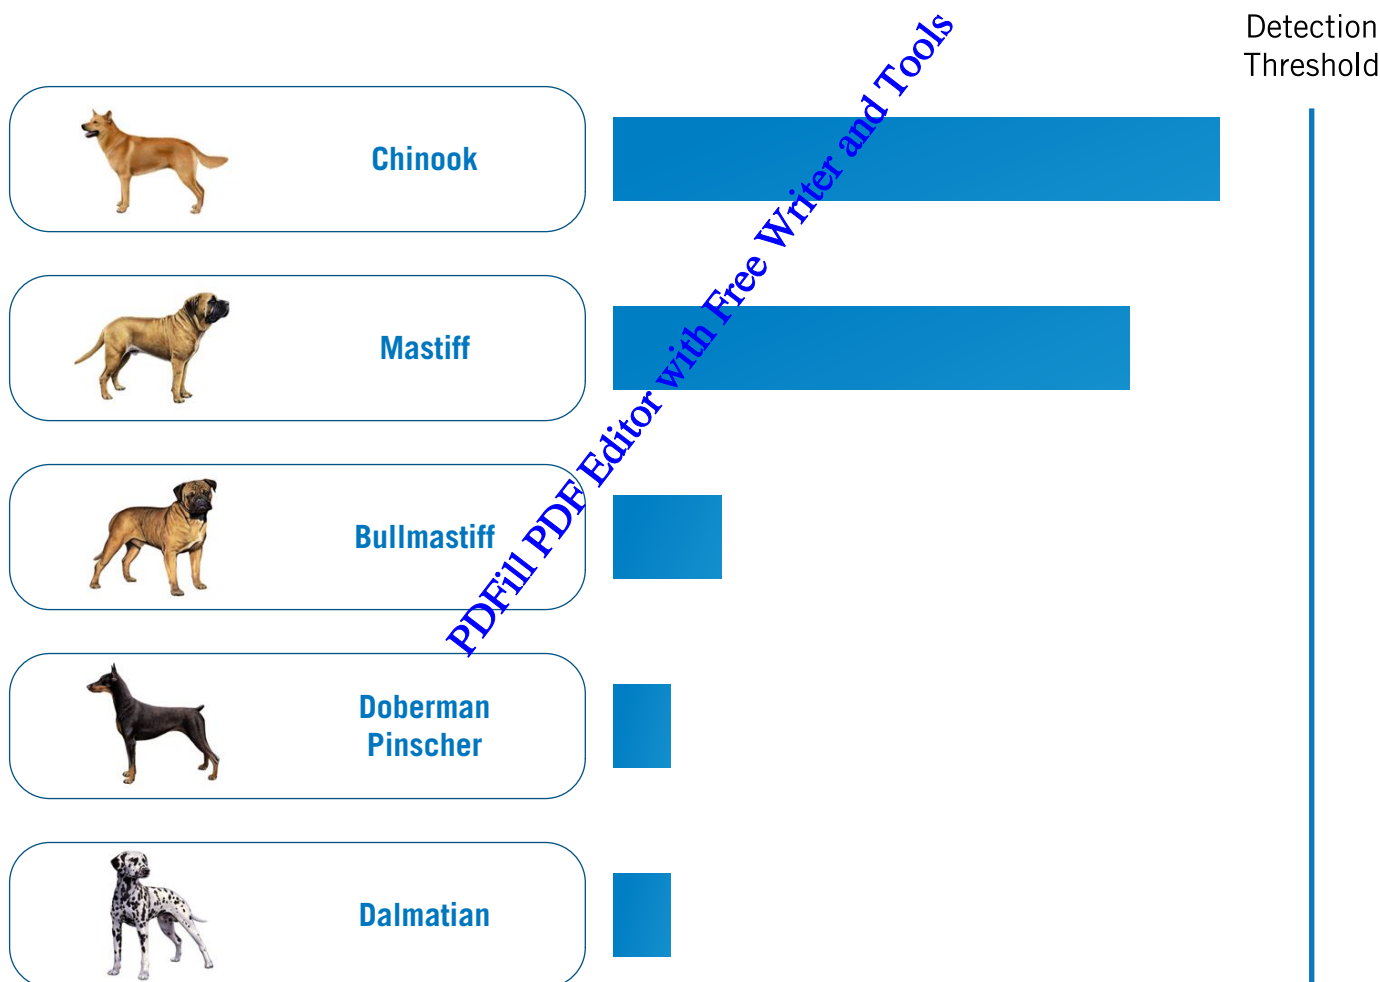 Detection
Threshold
Chinook
Mastiff
Bullmastiff
Doberman
Pinscher
Dalmatian
PDFill PDF Editor with Free Writer and Tools